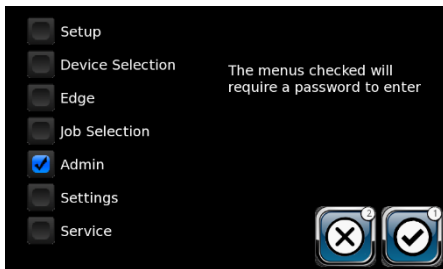 Setup
Device Selection
The menus checked will
require a password to enter
Edge
Job Selection
Admin
Settings
Service
2
1